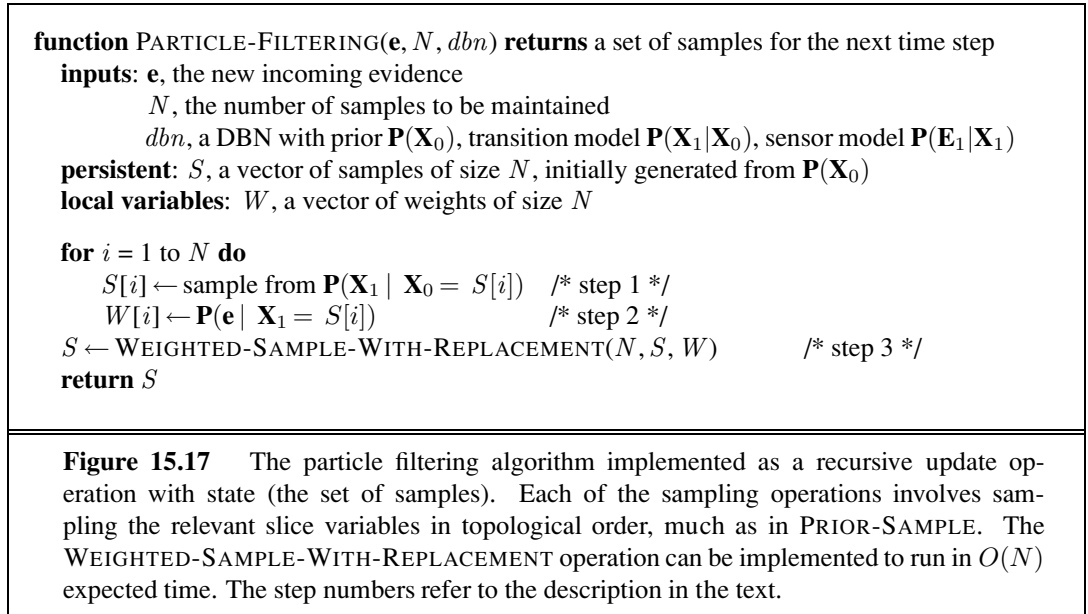 function PARTICLE-FILTERING(e, N, dbn) returns a set of samples for the next time step
inputs: e, the new incoming evidence
N, the number of samples to be maintained
dbn, a DBN with prior P(X₀), transition model P(X₁|X₀), sensor model P(E₁|X₁)
persistent: S, a vector of samples of size N, initially generated from P(X₀)
local variables: W, a vector of weights of size N
for i = 1 to N do
S[i] ← sample from P(X₁ | X₀ = S[i]) /* step 1 */
W[i] ← P(e | X₁ = S[i]) /* step 2 */
S ← WEIGHTED-SAMPLE-WITH-REPLACEMENT(N, S, W) /* step 3 */
return S
Figure 15.17 The particle filtering algorithm implemented as a recursive update op-
eration with state (the set of samples). Each of the sampling operations involves sam-
pling the relevant slice variables in topological order, much as in PRIOR-SAMPLE. The
WEIGHTED-SAMPLE-WITH-REPLACEMENT operation can be implemented to run in O(N)
expected time. The step numbers refer to the description in the text.